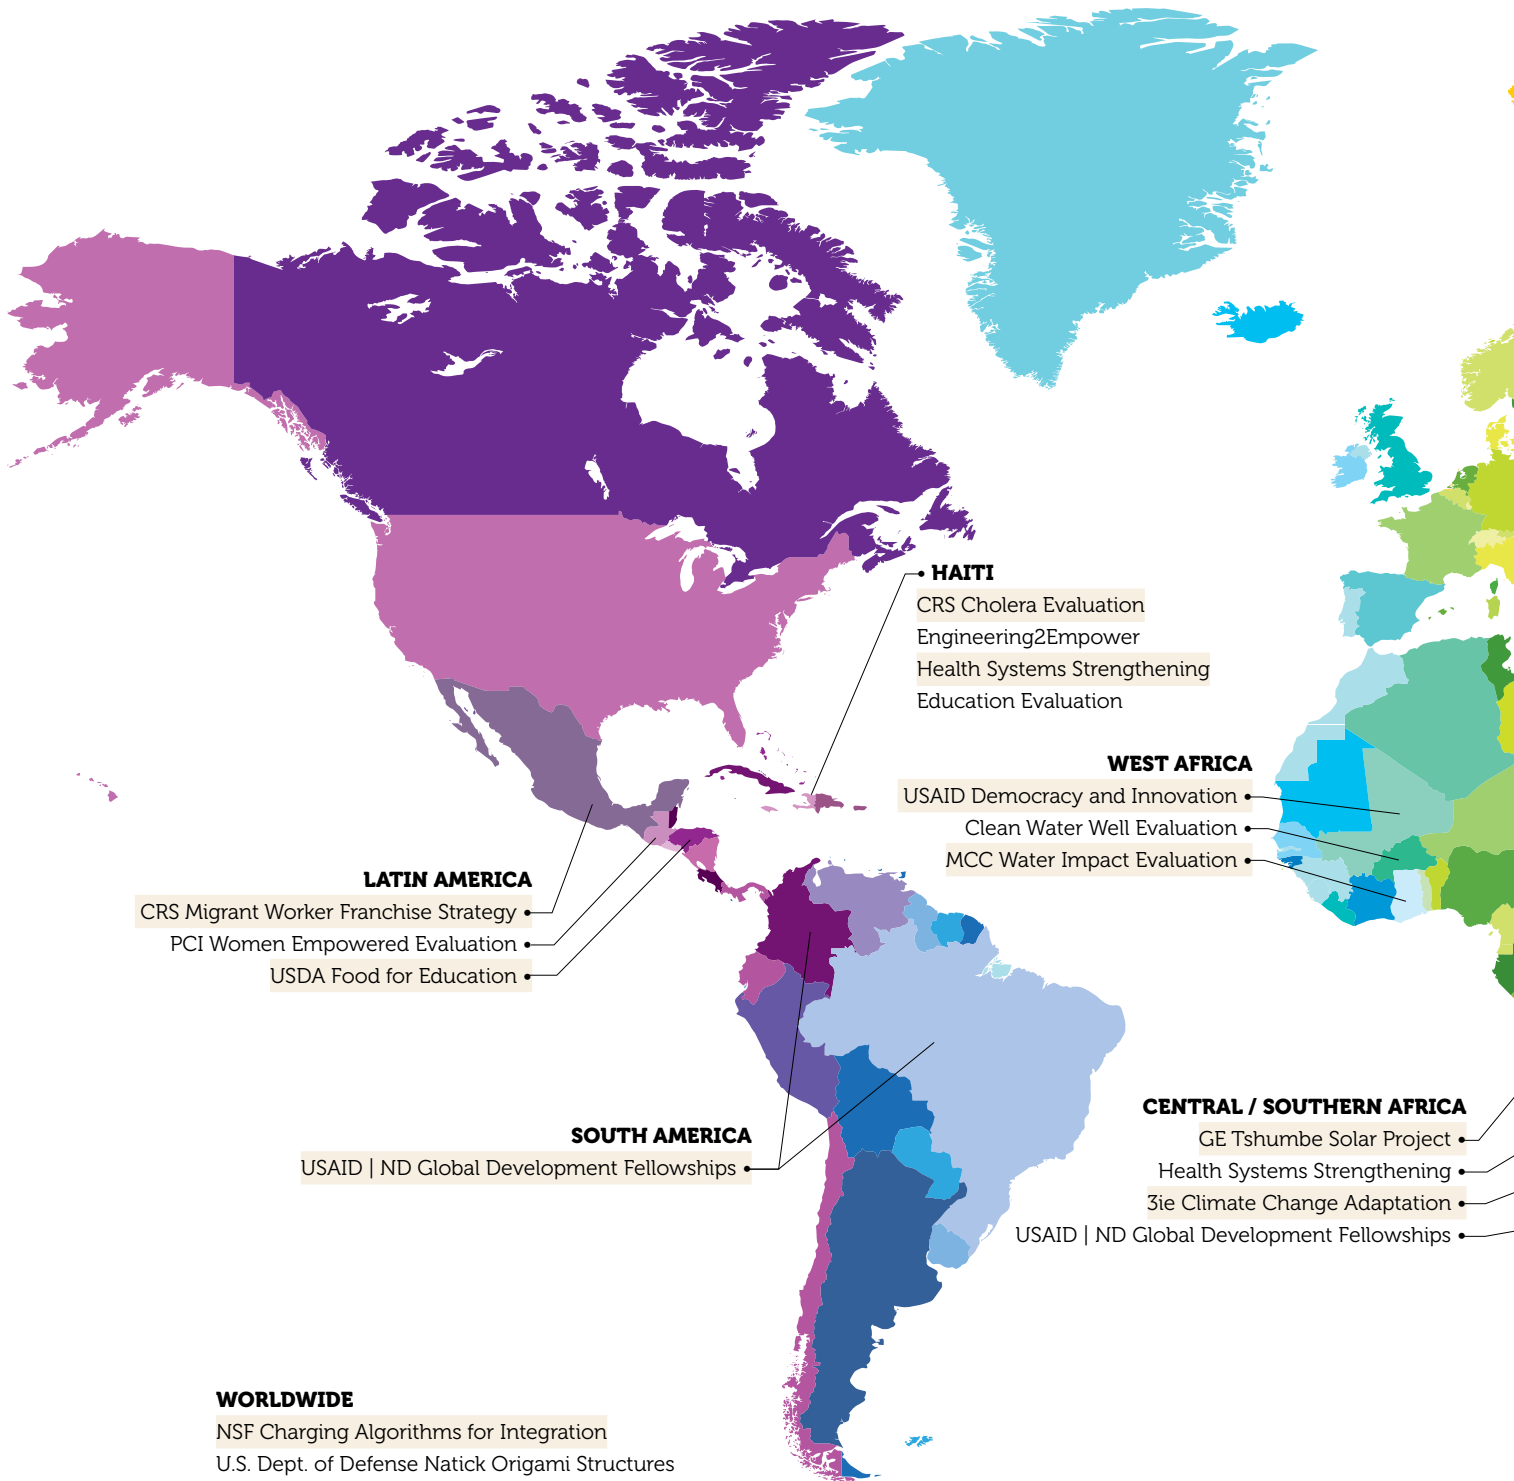 HAITI
CRS Cholera Evaluation
Engineering2Empower
Health Systems Strengthening
Education Evaluation
WEST AFRICA
USAID Democracy and Innovation
Clean Water Well Evaluation
MCC Water Impact Evaluation
LATIN AMERICA
CRS Migrant Worker Franchise Strategy
PCI Women Empowered Evaluation
USDA Food for Education
CENTRAL / SOUTHERN AFRICA
GE Tshumbe Solar Project
Health Systems Strengthening
3ie Climate Change Adaptation
USAID | ND Global Development Fellowships
SOUTH AMERICA
USAID | ND Global Development Fellowships
WORLDWIDE
NSF Charging Algorithms for Integration
U.S. Dept. of Defense Natick Origami Structures